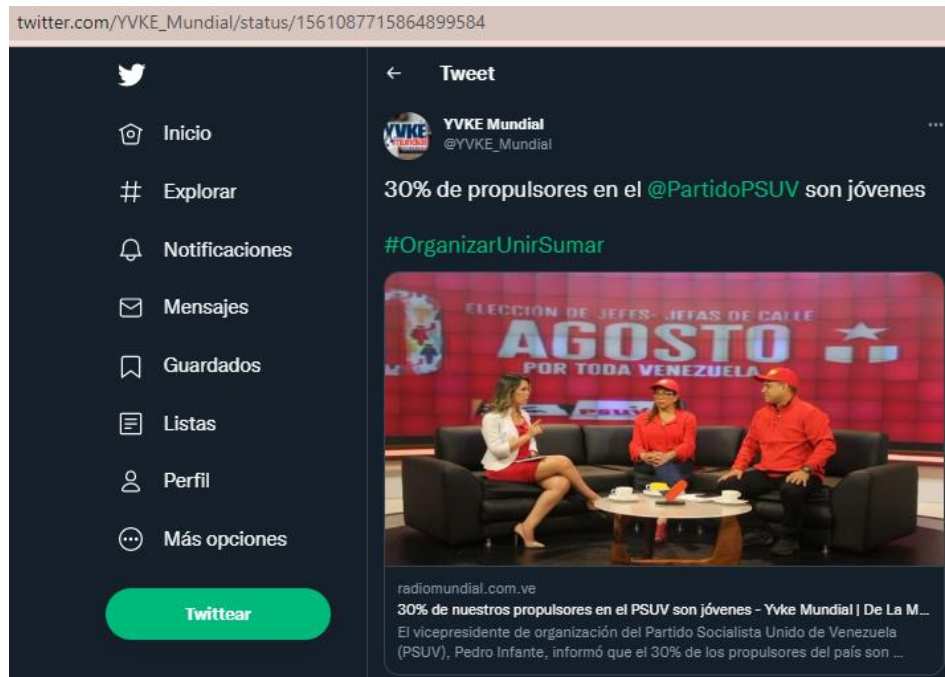 twitter.com/YVKE_Mundial/status/1561087715864899584
Inicio
Explorar
Notificaciones
Mensajes
Guardados
Listas
Perfil
Más opciones
Twittear
← Tweet
YVKE
mundial
YVKE Mundial
@YVKE_Mundial
30% de propulsores en el @PartidoPSUV son jóvenes
#OrganizarUnirSumar
ELECCIÓN DE JEFES- JEFAS DE CALLE
AGOSTO
POR TODA VENEZUELA
PSUV
radiomundial.com.ve
30% de nuestros propulsores en el PSUV son jóvenes - Yvke Mundial | De La M...
El vicepresidente de organización del Partido Socialista Unido de Venezuela
(PSUV), Pedro Infante, informó que el 30% de los propulsores del país son ...